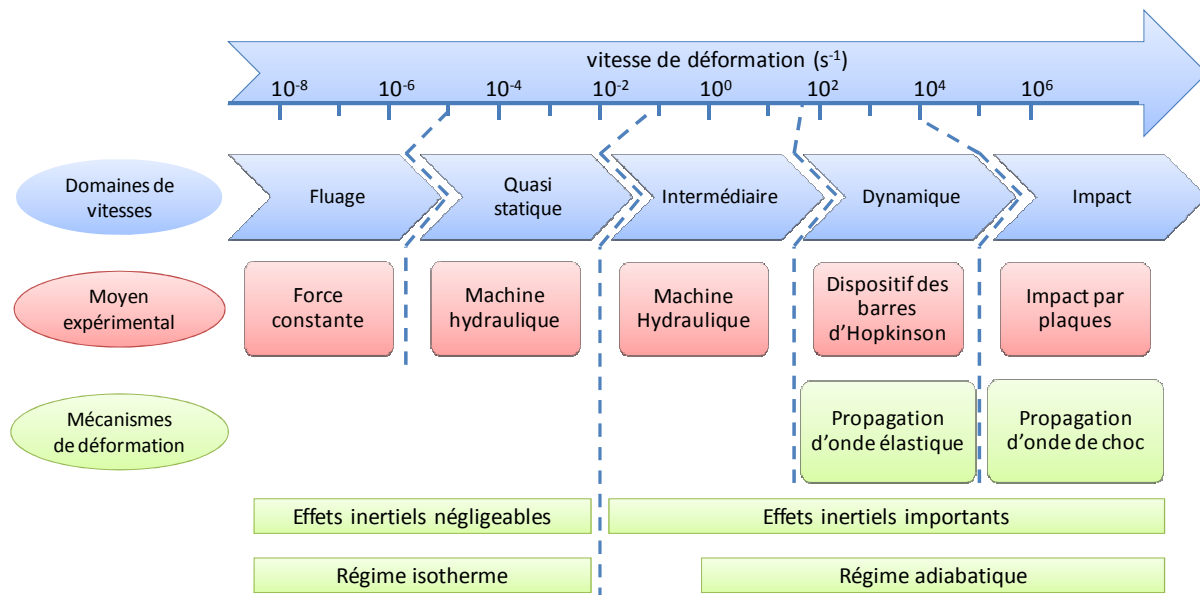 vitesse de déformation (s⁻¹)
10⁻⁸ 10⁻⁶ 10⁻⁴ 10⁻² 10⁰ 10² 10⁴ 10⁶
Domaines de
vitesses
Fluage
Quasi
statique
Intermédiaire
Dynamique
Impact
Moyen
expérimental
Force
constante
Machine
hydraulique
Machine
Hydraulique
Dispositif des
barres
d’Hopkinson
Impact par
plaques
Mécanismes
de déformation
Propagation
d’onde élastique
Propagation
d’onde de choc
Effets inertiels négligeables
Effets inertiels importants
Régime isotherme
Régime adiabatique